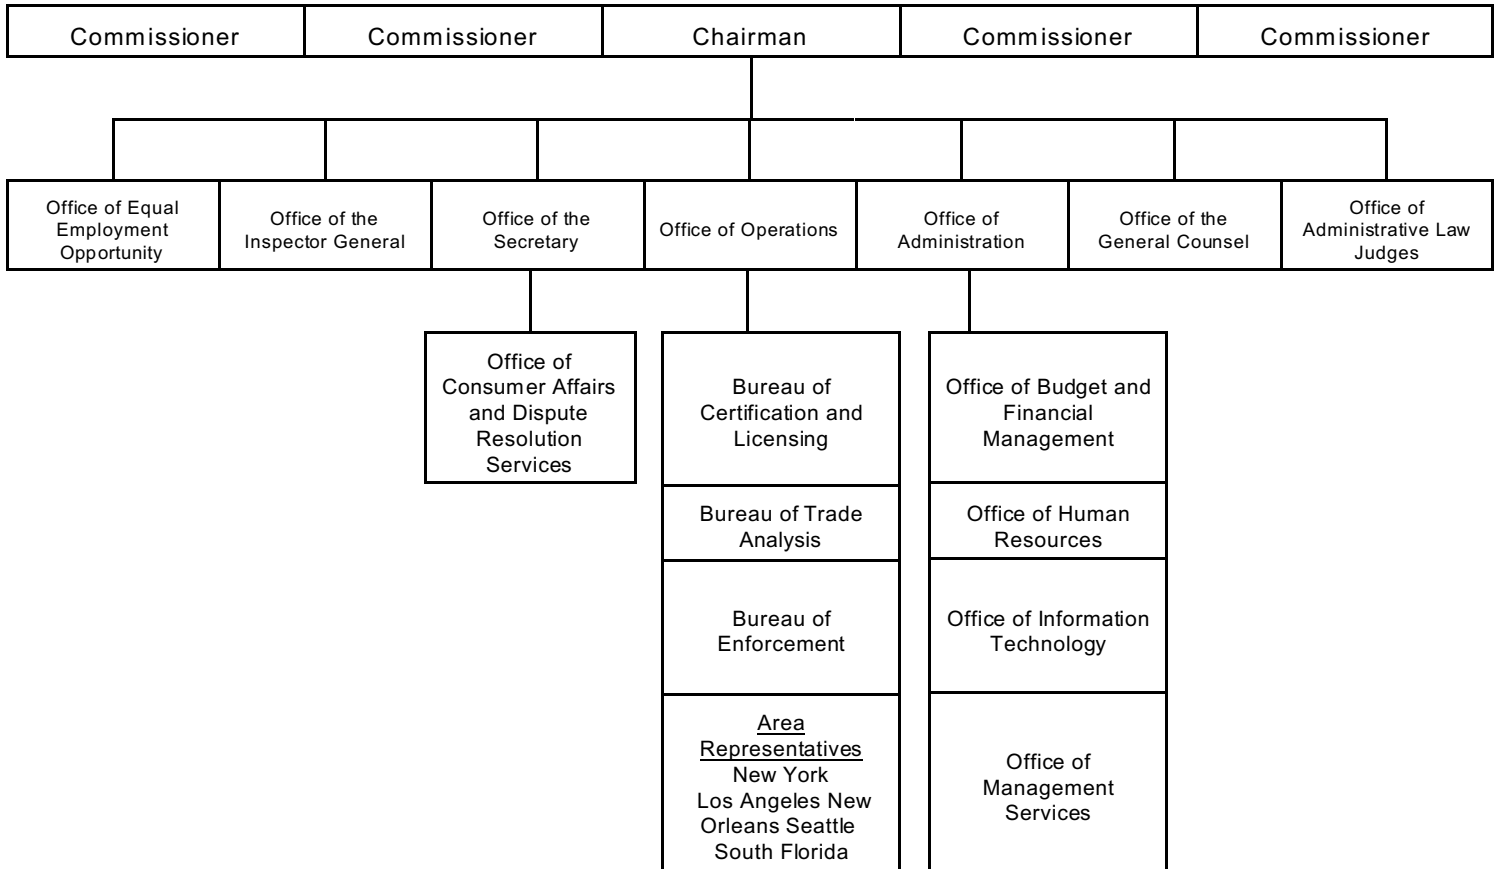 Commissioner
Commissioner
Chairman
Commissioner
Commissioner
Office of Equal
Employment
Opportunity
Office of the
Inspector General
Office of the
Secretary
Office of Operations
Office of
Administration
Office of the
General Counsel
Office of
Administrative Law
Judges
Office of
Consumer Affairs
and Dispute
Resolution
Services
Bureau of
Certification and
Licensing
Bureau of Trade
Analysis
Bureau of
Enforcement
Area
Representatives
New York
Los Angeles New
Orleans Seattle
South Florida
Office of Budget and
Financial
Management
Office of Human
Resources
Office of Information
Technology
Office of
Management
Services